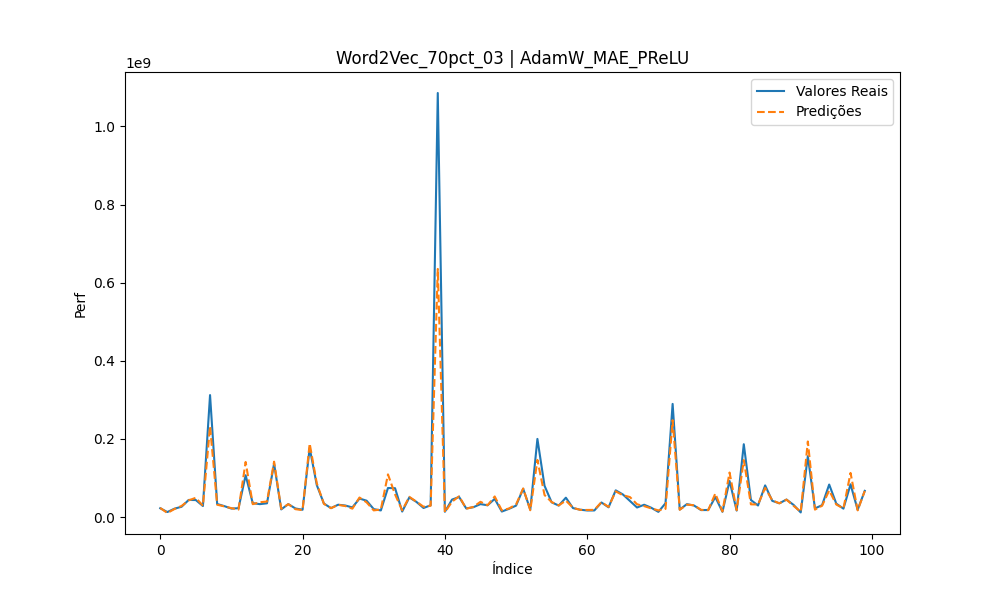 Word2Vec_70pct_03 | AdamW_MAE_PReLU
1e9
Valores Reais
Predições
1.0
0.8
0.6
0.4
0.2
0.0
Perf
0
20
40
60
80
100
Índice